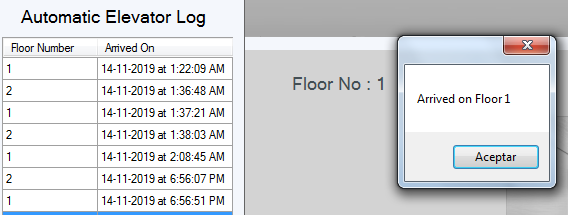 Automatic Elevator Log
Floor Number Arrived On
1 14-11-2019 at 1:22:09 AM
2 14-11-2019 at 1:36:48 AM
1 14-11-2019 at 1:37:21 AM
2 14-11-2019 at 1:38:03 AM
1 14-11-2019 at 2:08:45 AM
2 14-11-2019 at 6:56:07 PM
1 14-11-2019 at 6:56:51 PM
Floor No : 1
Arrived on Floor 1
Aceptar